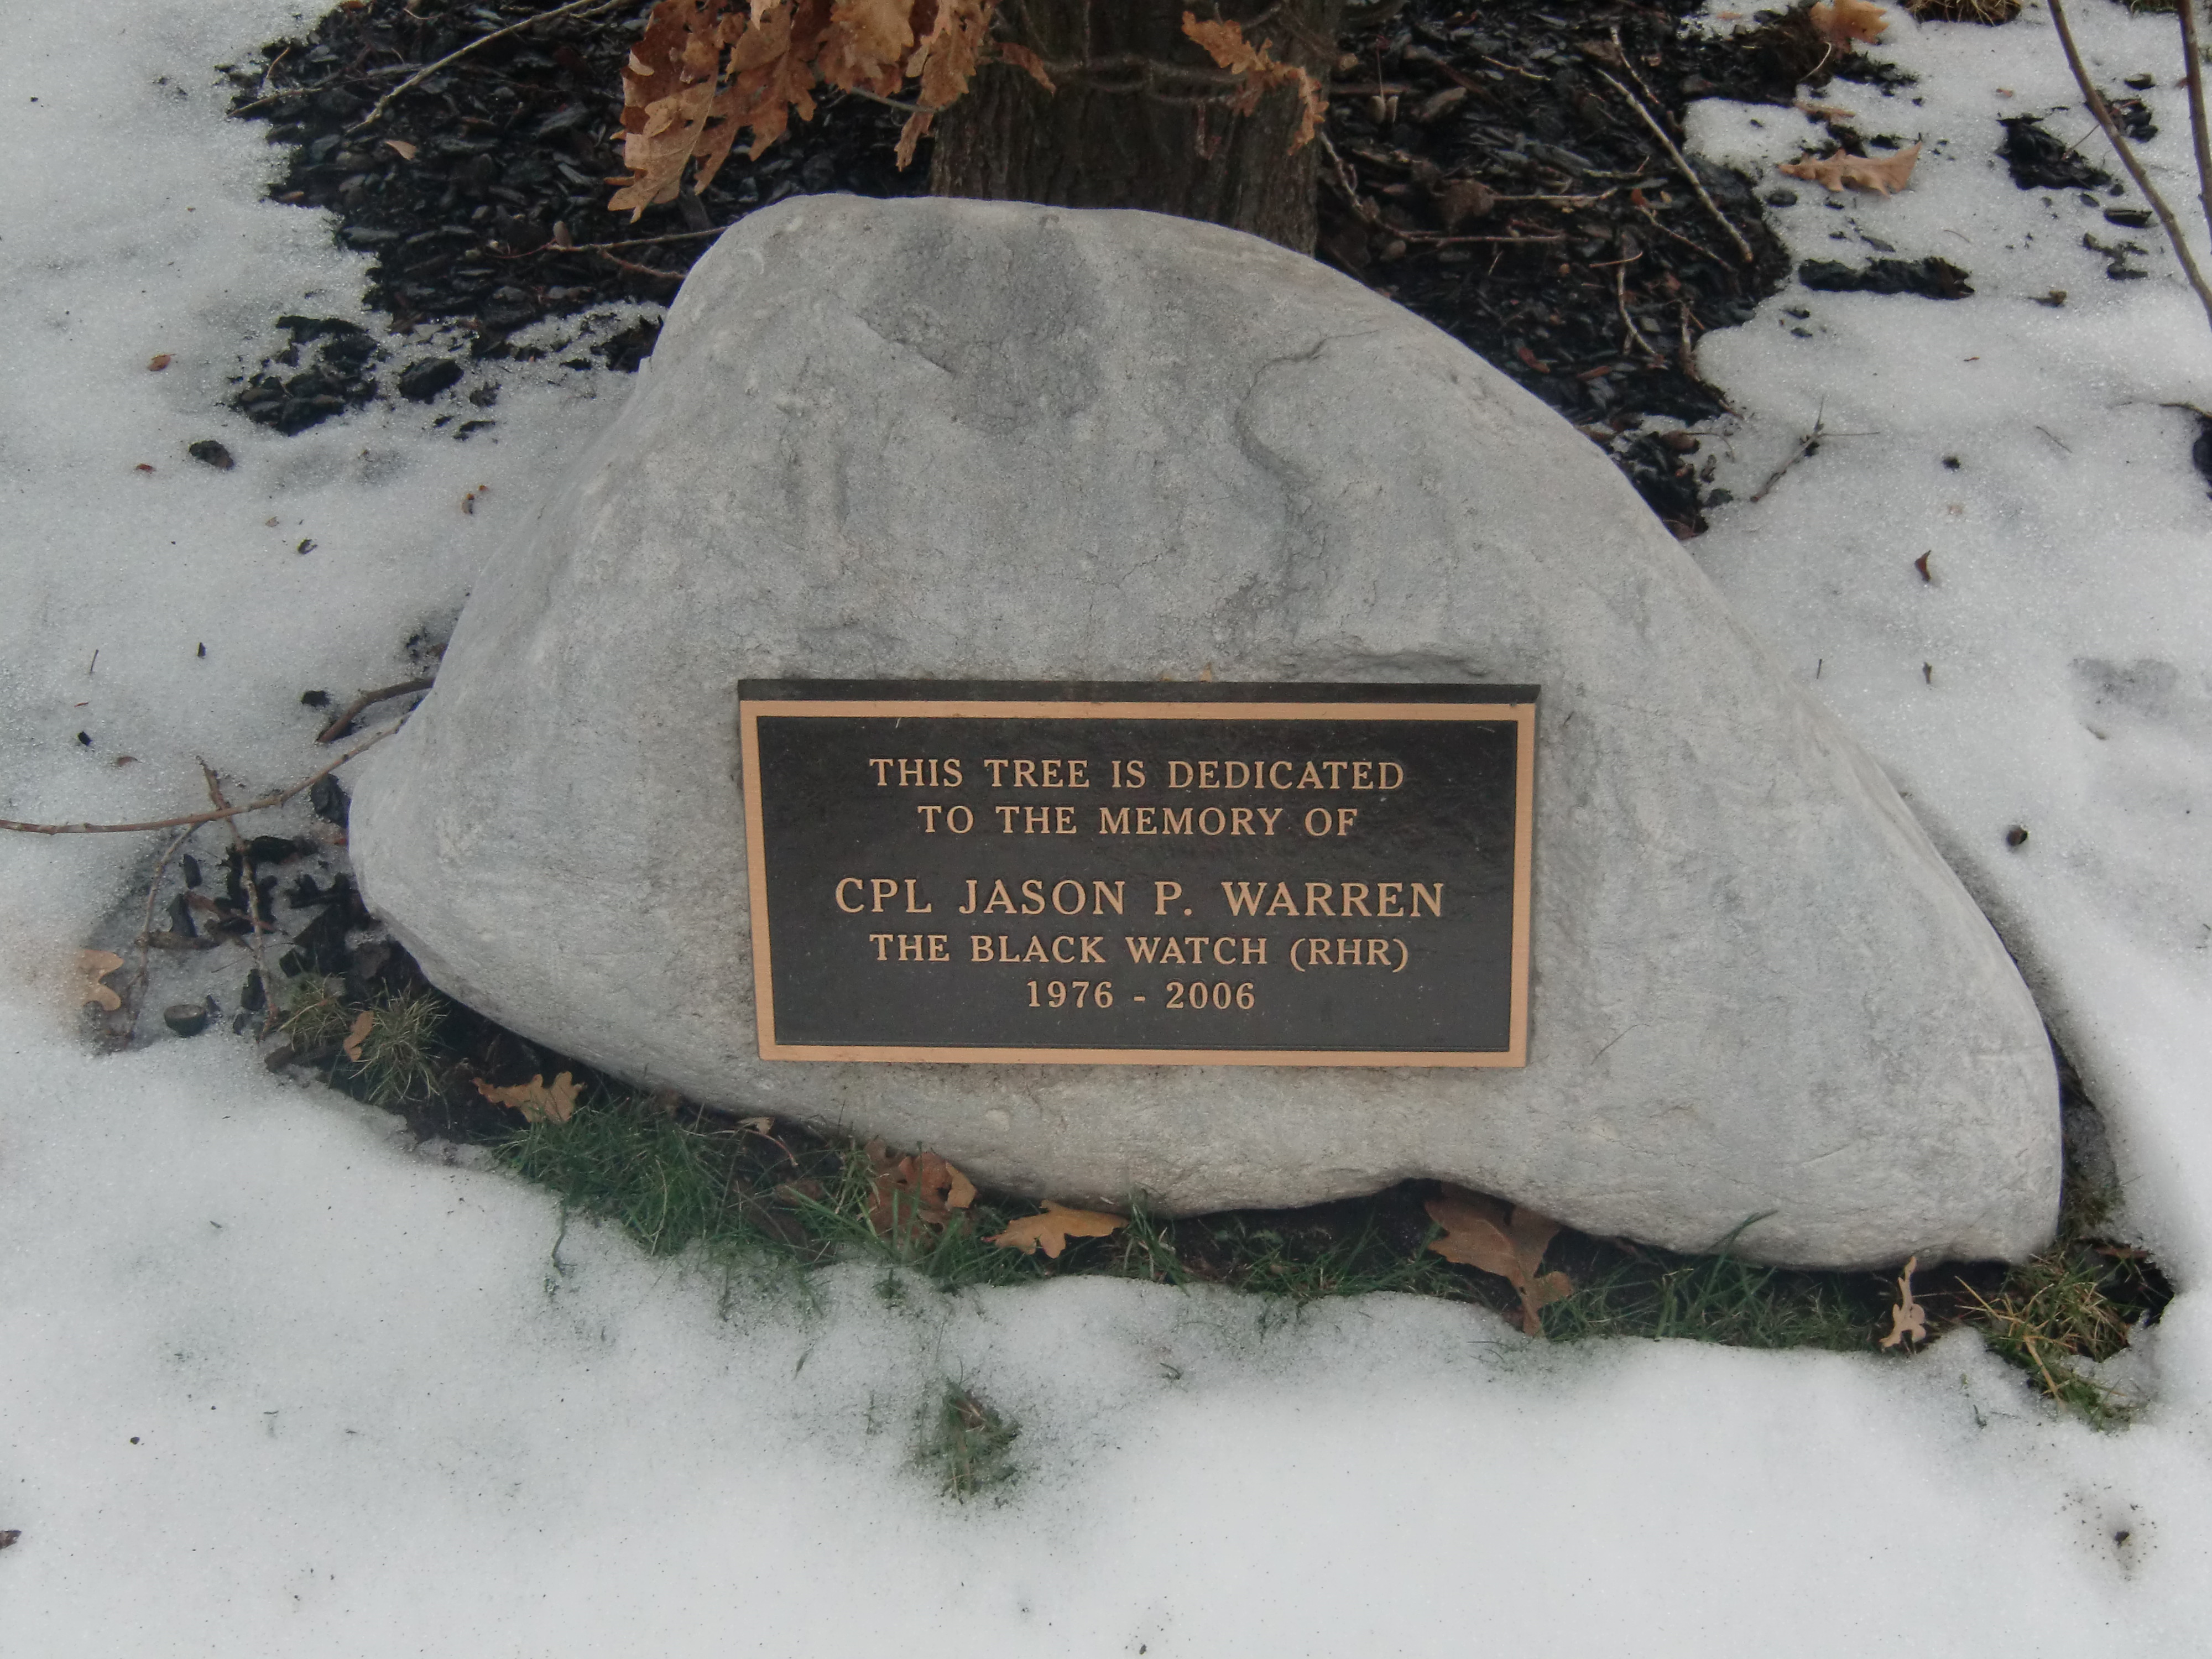 THIS TREE IS DEDICATED
TO THE MEMORY OF
CPL JASON P. WARREN
THE BLACK WATCH (RHR)
1976 - 2006